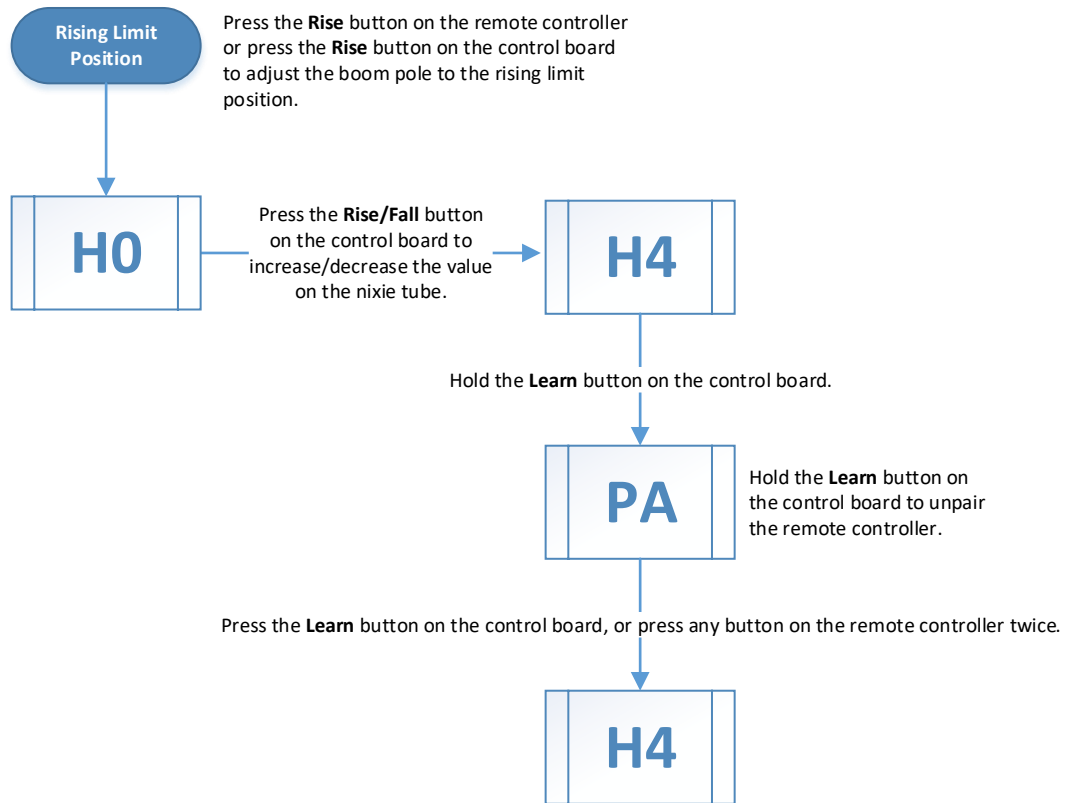 Rising Limit
Position
Press the Rise button on the remote controller
or press the Rise button on the control board
to adjust the boom pole to the rising limit
position.
H0
Press the Rise/Fall button
on the control board to
increase/decrease the value
on the nixie tube.
H4
Hold the Learn button on the control board.
PA
Hold the Learn button on
the control board to unpair
the remote controller.
Press the Learn button on the control board, or press any button on the remote controller twice.
H4